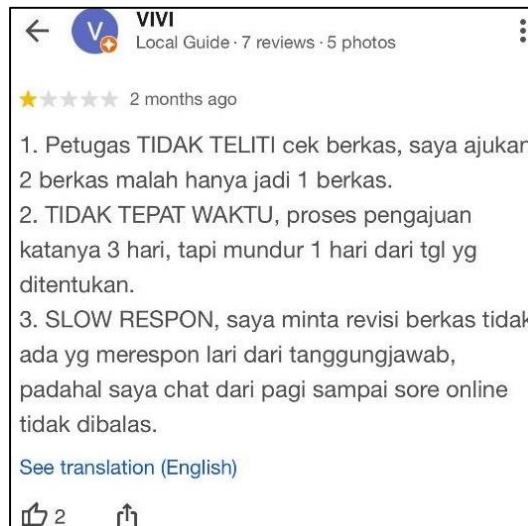 V
VIVI
Local Guide · 7 reviews · 5 photos
2 months ago
1. Petugas TIDAK TELITI cek berkas, saya ajukan
2 berkas malah hanya jadi 1 berkas.
2. TIDAK TEPAT WAKTU, proses pengajuan
katanya 3 hari, tapi mundur 1 hari dari tgl yg
ditentukan.
3. SLOW RESPON, saya minta revisi berkas tidak
ada yg merespon lari dari tanggungjawab,
padahal saya chat dari pagi sampai sore online
tidak dibalas.
See translation (English)
2